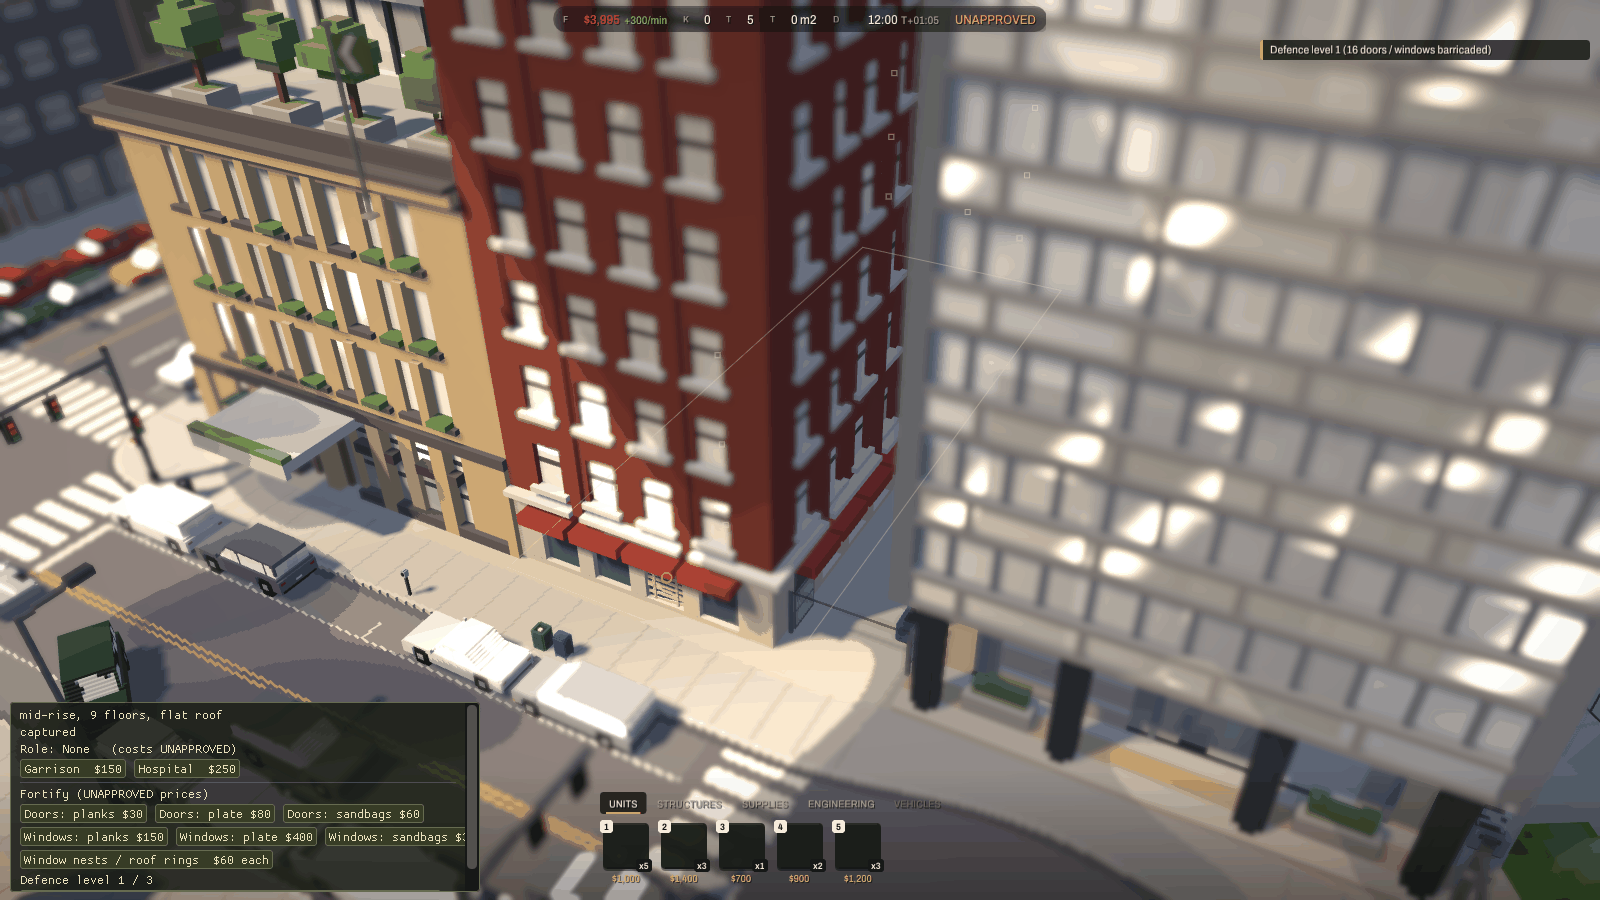 F $3,995 +300/min K 0 T 5 T 0 m2 D 12:00 T+01:05 UNAPPROVED
Defence level 1 (16 doors / windows barricaded)
1
mid-rise, 9 floors, flat roof
captured
Role: None (costs UNAPPROVED)
Garrison $150 Hospital $250
Fortify (UNAPPROVED prices)
Doors: planks $30 Doors: plate $80 Doors: sandbags $60
Windows: planks $150 Windows: plate $400 Windows: sandbags
Window nests / roof rings $60 each
Defence level 1 / 3
UNITS STRUCTURES SUPPLIES ENGINEERING VEHICLES
1 2 3 4 5
x5 x3 x1 x2 x3
$1,000 $1,400 $700 $900 $1,200